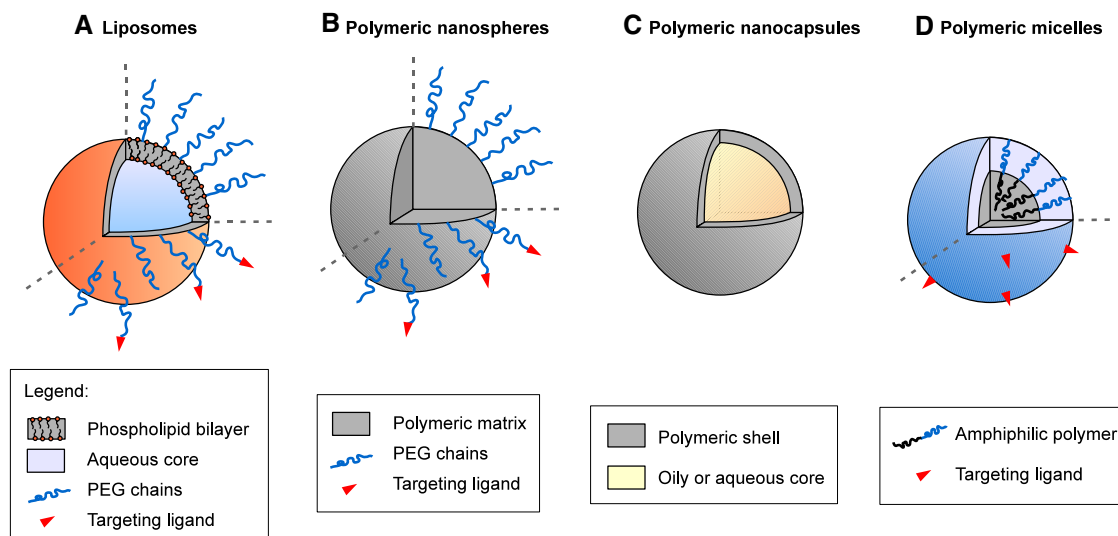 A Liposomes
B Polymeric nanospheres
C Polymeric nanocapsules
D Polymeric micelles
Legend:
Phospholipid bilayer
Aqueous core
PEG chains
Targeting ligand
Polymeric matrix
PEG chains
Targeting ligand
Polymeric shell
Oily or aqueous core
Amphiphilic polymer
Targeting ligand